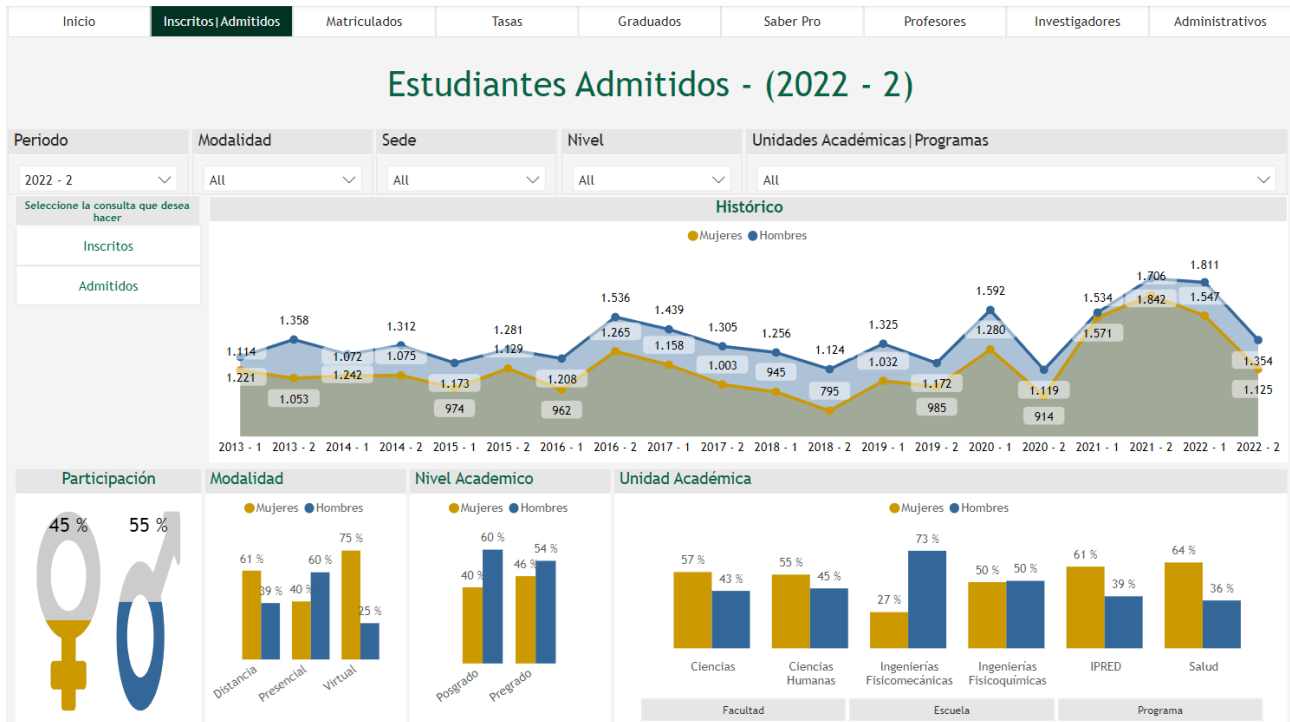 Inicio
Inscritos|Admitidos
Matriculados
Tasas
Graduados
Saber Pro
Profesores
Investigadores
Administrativos
Estudiantes Admitidos - (2022 - 2)
Periodo
Modalidad
Sede
Nivel
Unidades Académicas|Programas
2022 - 2
All
All
All
All
Seleccione la consulta que desea
hacer
Inscritos
Admitidos
Histórico
Mujeres Hombres
1.114
1.358
1.072
1.312
1.173
1.281
1.208
1.536
1.439
1.305
1.256
1.124
1.325
1.172
1.592
1.119
1.534
1.706
1.811
1.354
1.221
1.053
1.242
1.075
974
1.129
962
1.265
1.158
1.003
945
795
1.032
985
1.280
914
1.571
1.842
1.547
1.125
2013 - 1 2013 - 2 2014 - 1 2014 - 2 2015 - 1 2015 - 2 2016 - 1 2016 - 2 2017 - 1 2017 - 2 2018 - 1 2018 - 2 2019 - 1 2019 - 2 2020 - 1 2020 - 2 2021 - 1 2021 - 2 2022 - 1 2022 - 2
Participación
45 % 55 %
Modalidad
Mujeres Hombres
61 % 39 % 40 % 60 % 75 % 25 %
Distancia Presencial Virtual
Nivel Academico
Mujeres Hombres
40 % 60 % 46 % 54 %
Posgrado Pregrado
Unidad Académica
Mujeres Hombres
57 % 43 % 55 % 45 % 27 % 73 % 50 % 50 % 61 % 39 % 64 % 36 %
Ciencias
Ciencias
Humanas
Ingenierías
Fisicomecánicas
Ingenierías
Fisicoquímicas
IPRED
Salud
Facultad
Escuela
Programa